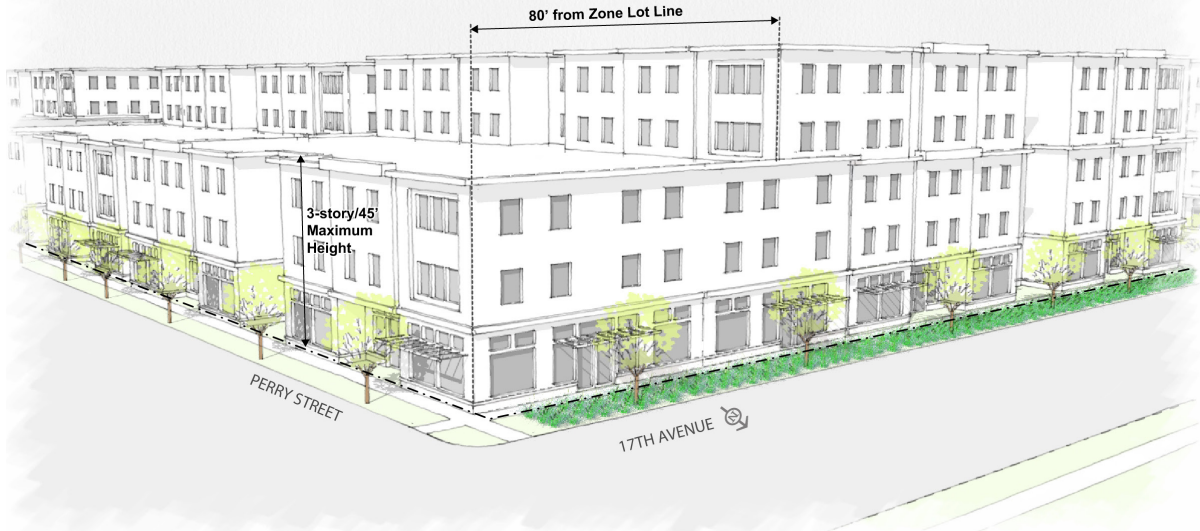 80' from Zone Lot Line
3-story/45'
Maximum
Height
PERRY STREET
17TH AVENUE